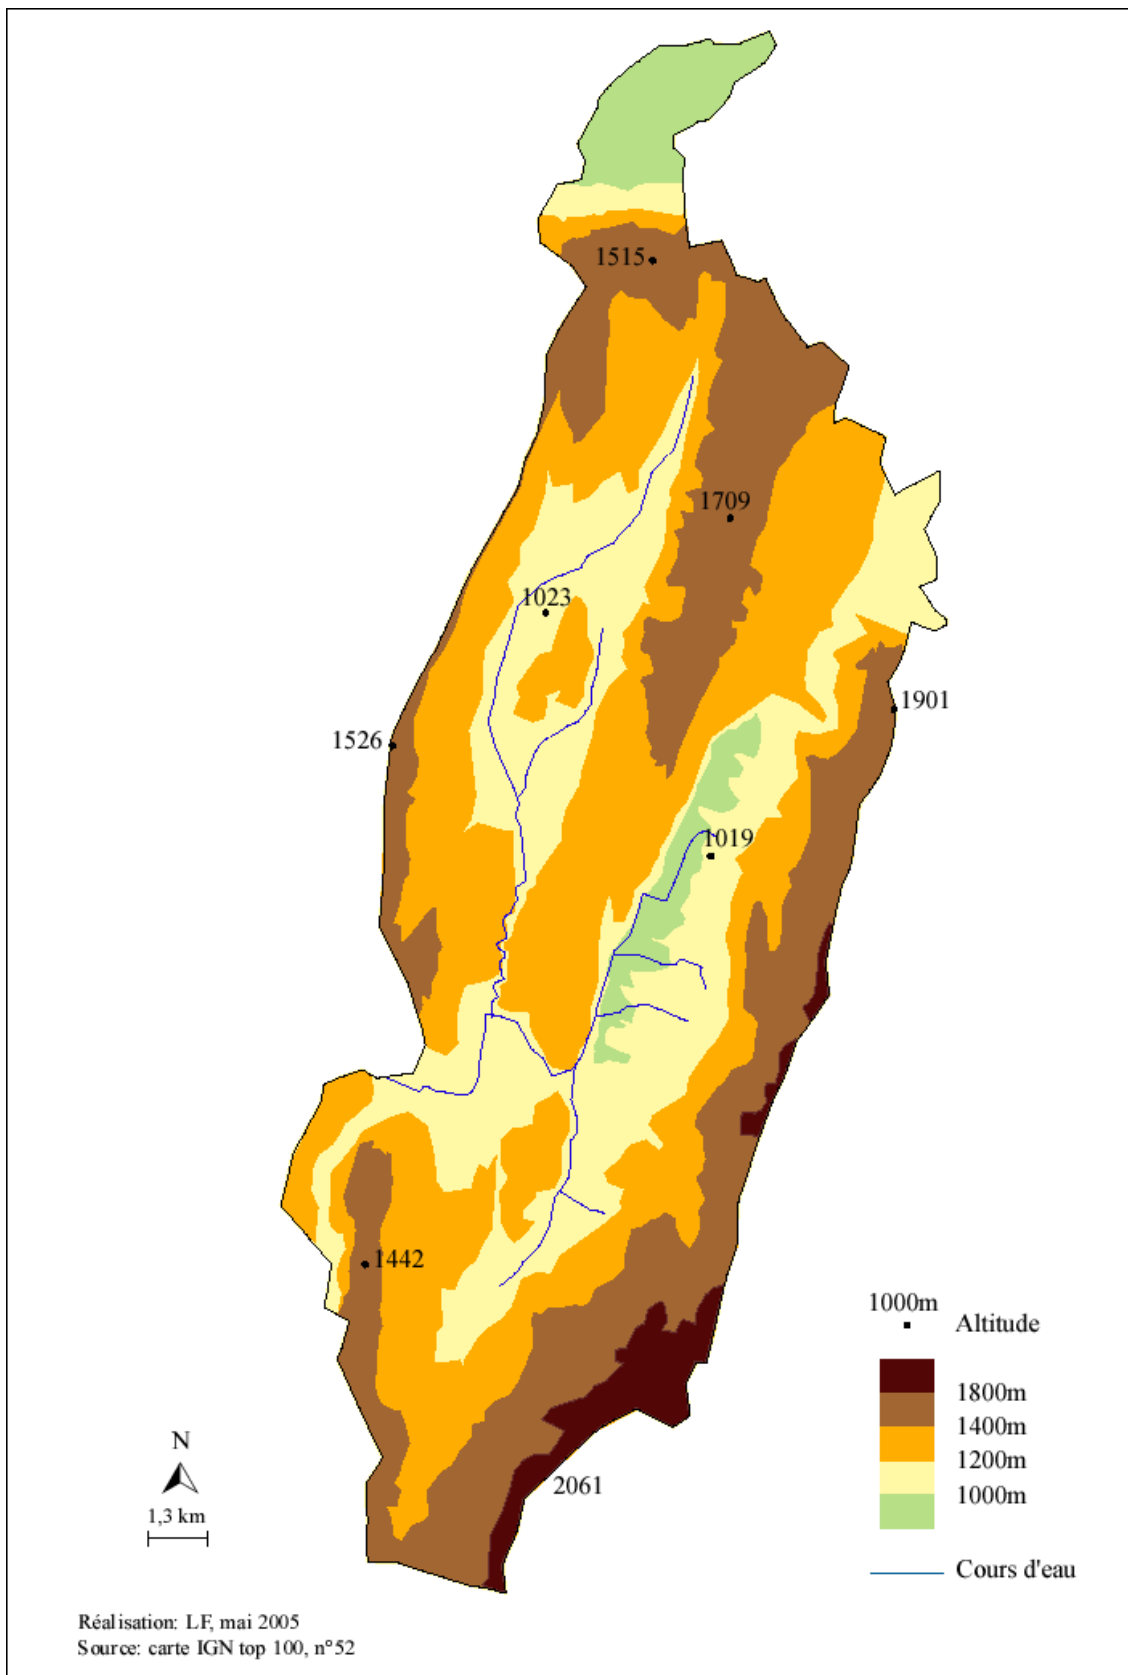 1515
1709
1023
1901
1526
1019
1442
1000m
Altitude
1800m
1400m
1200m
1000m
2061
N
1,3 km
Cours d'eau
Réalisation: LF, mai 2005
Source: carte IGN top 100, n°52